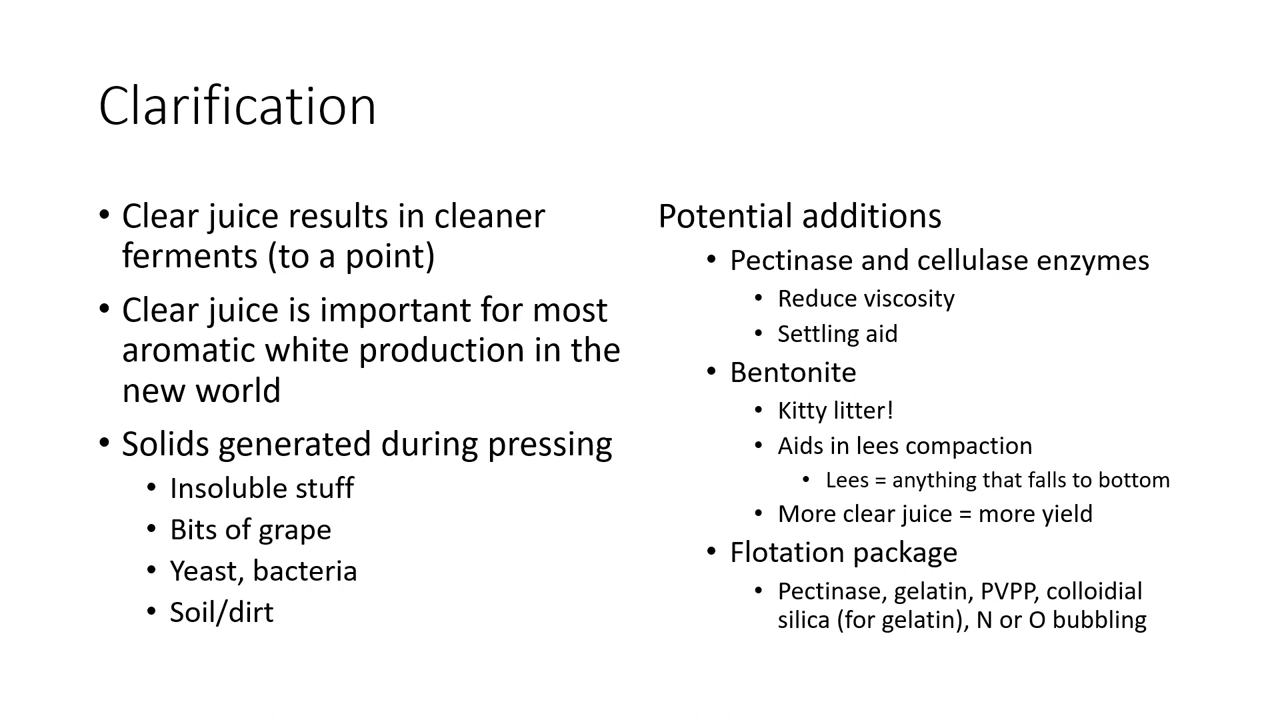 Clarification
• Clear juice results in cleaner
ferments (to a point)
• Clear juice is important for most
aromatic white production in the
new world
• Solids generated during pressing
• Insoluble stuff
• Bits of grape
• Yeast, bacteria
• Soil/dirt
Potential additions
• Pectinase and cellulase enzymes
• Reduce viscosity
• Settling aid
• Bentonite
• Kitty litter!
• Aids in lees compaction
• Lees = anything that falls to bottom
• More clear juice = more yield
• Flotation package
• Pectinase, gelatin, PVPP, colloidial
silica (for gelatin), N or O bubbling